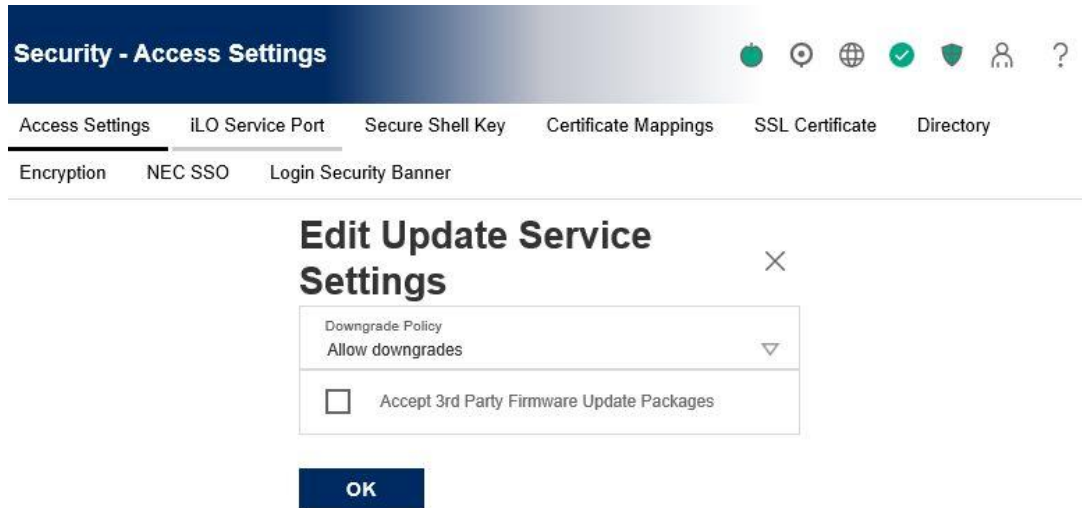 Security - Access Settings
?
Access Settings iLO Service Port Secure Shell Key Certificate Mappings SSL Certificate Directory
Encryption NEC SSO Login Security Banner
Edit Update Service
Settings
Downgrade Policy
Allow downgrades
Accept 3rd Party Firmware Update Packages
OK